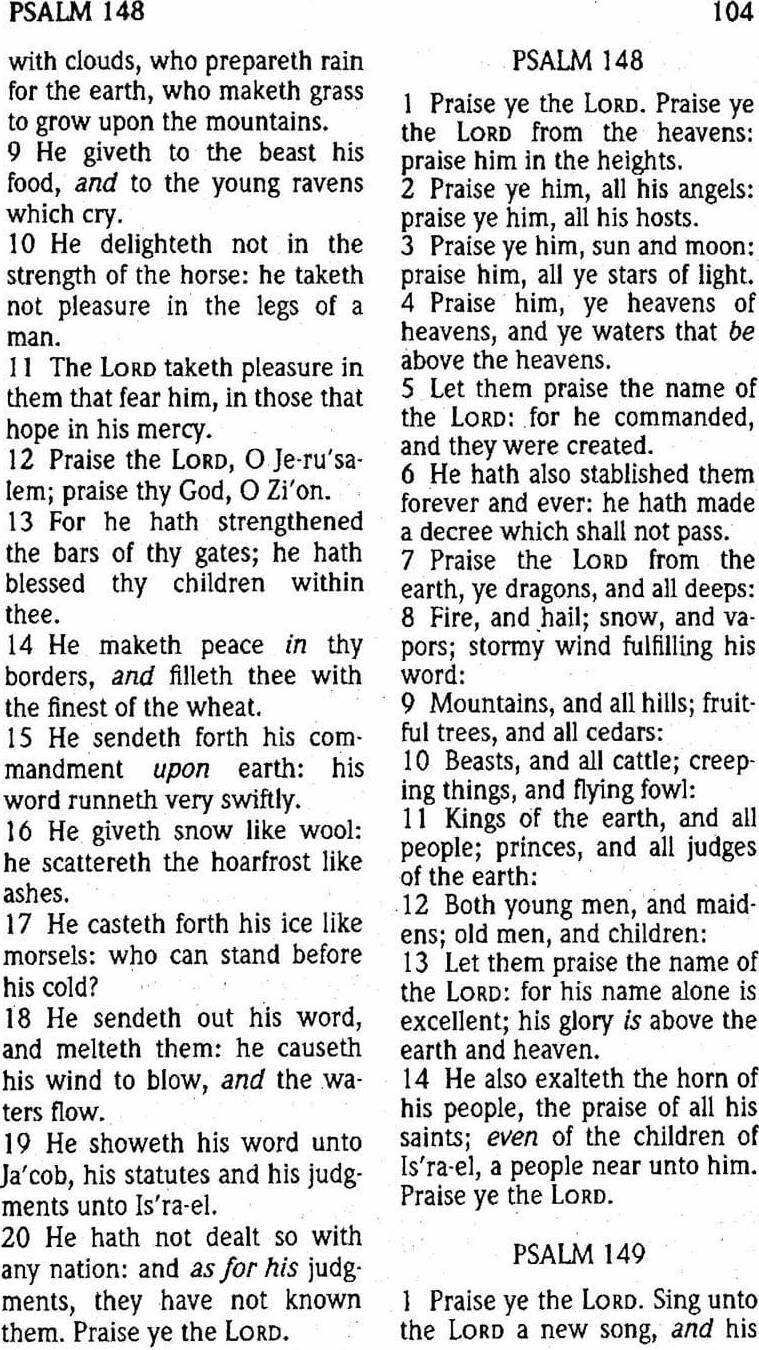 PSALM 148
104
with clouds, who prepareth rain
for the earth, who maketh grass
to grow upon the mountains.
9 He giveth to the beast his
food, and to the young ravens
which cry.
10 He delighteth not in the
strength of the horse: he taketh
not pleasure in the legs of a
man.
11 The LORD taketh pleasure in
them that fear him, in those that
hope in his mercy.
12 Praise the LORD, O Je-ru'sa-
lem; praise thy God, O Zi'on.
13 For he hath strengthened
the bars of thy gates; he hath
blessed thy children within
thee.
14 He maketh peace in thy
borders, and filleth thee with
the finest of the wheat.
15 He sendeth forth his com-
mandment upon earth: his
word runneth very swiftly.
16 He giveth snow like wool:
he scattereth the hoarfrost like
ashes.
17 He casteth forth his ice like
morsels: who can stand before
his cold?
18 He sendeth out his word,
and melteth them: he causeth
his wind to blow, and the wa-
ters flow.
19 He showeth his word unto
Ja'cob, his statutes and his judg-
ments unto Is'ra-el.
20 He hath not dealt so with
any nation: and as for his judg-
ments, they have not known
them. Praise ye the LORD.
PSALM 148
1 Praise ye the LORD. Praise ye
the LORD from the heavens:
praise him in the heights.
2 Praise ye him, all his angels:
praise ye him, all his hosts.
3 Praise ye him, sun and moon:
praise him, all ye stars of light.
4 Praise him, ye heavens of
heavens, and ye waters that be
above the heavens.
5 Let them praise the name of
the LORD: for he commanded,
and they were created.
6 He hath also stablished them
forever and ever: he hath made
a decree which shall not pass.
7 Praise the LORD from the
earth, ye dragons, and all deeps:
8 Fire, and hail; snow, and va-
pors; stormy wind fulfilling his
word:
9 Mountains, and all hills; fruit-
ful trees, and all cedars:
10 Beasts, and all cattle; creep-
ing things, and flying fowl:
11 Kings of the earth, and all
people; princes, and all judges
of the earth:
12 Both young men, and maid-
ens; old men, and children:
13 Let them praise the name of
the LORD: for his name alone is
excellent; his glory is above the
earth and heaven.
14 He also exalteth the horn of
his people, the praise of all his
saints; even of the children of
Is'ra-el, a people near unto him.
Praise ye the LORD.
PSALM 149
1 Praise ye the LORD. Sing unto
the LORD a new song, and his